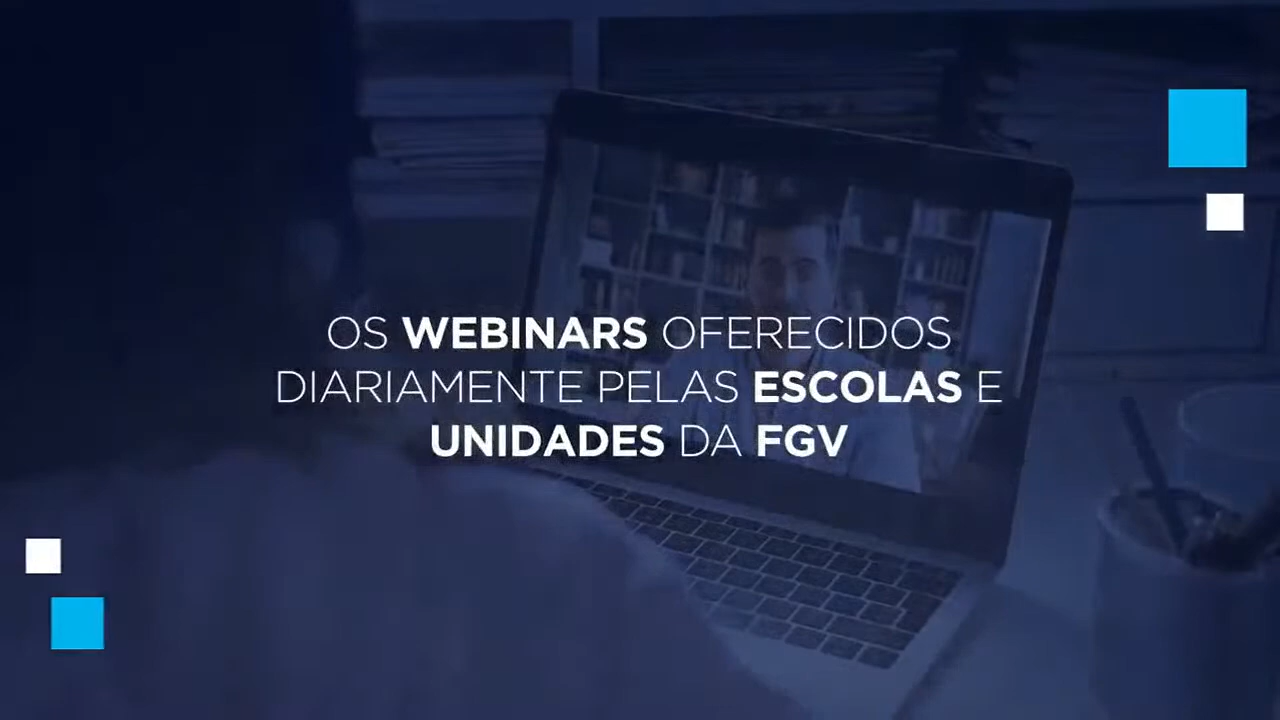 OS WEBINARS OFERECIDOS
DIARIAMENTE PELAS ESCOLAS E
UNIDADES DA FGV